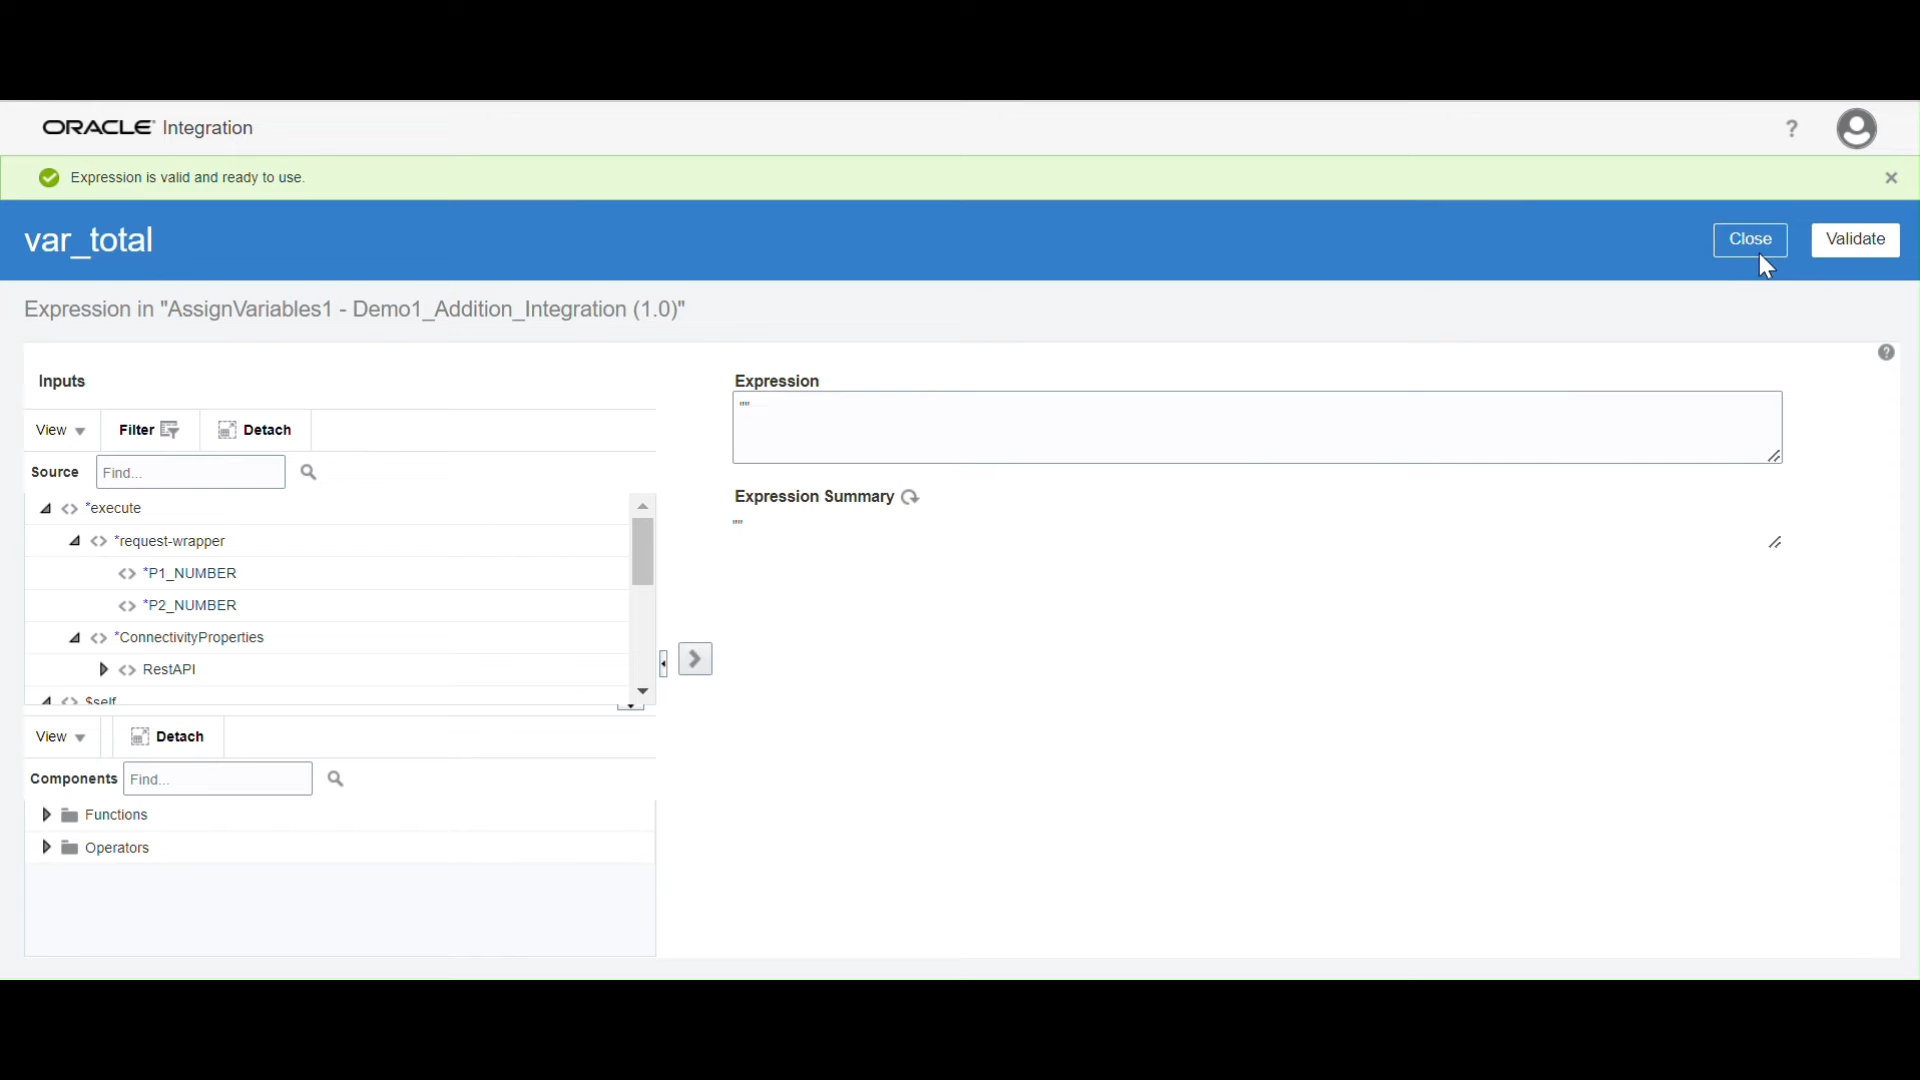 ORACLE Integration
?
Expression is valid and ready to use.
var_total
Close
Validate
Expression in "AssignVariables1 - Demo1_Addition_Integration (1.0)"
Inputs
View
Filter
Detach
Source
Find...
<> *execute
<> *request-wrapper
<> *P1_NUMBER
<> *P2_NUMBER
<> *ConnectivityProperties
<> RestAPI
<> $self
View
Detach
Components
Find...
Functions
Operators
?
Expression
""
Expression Summary
""